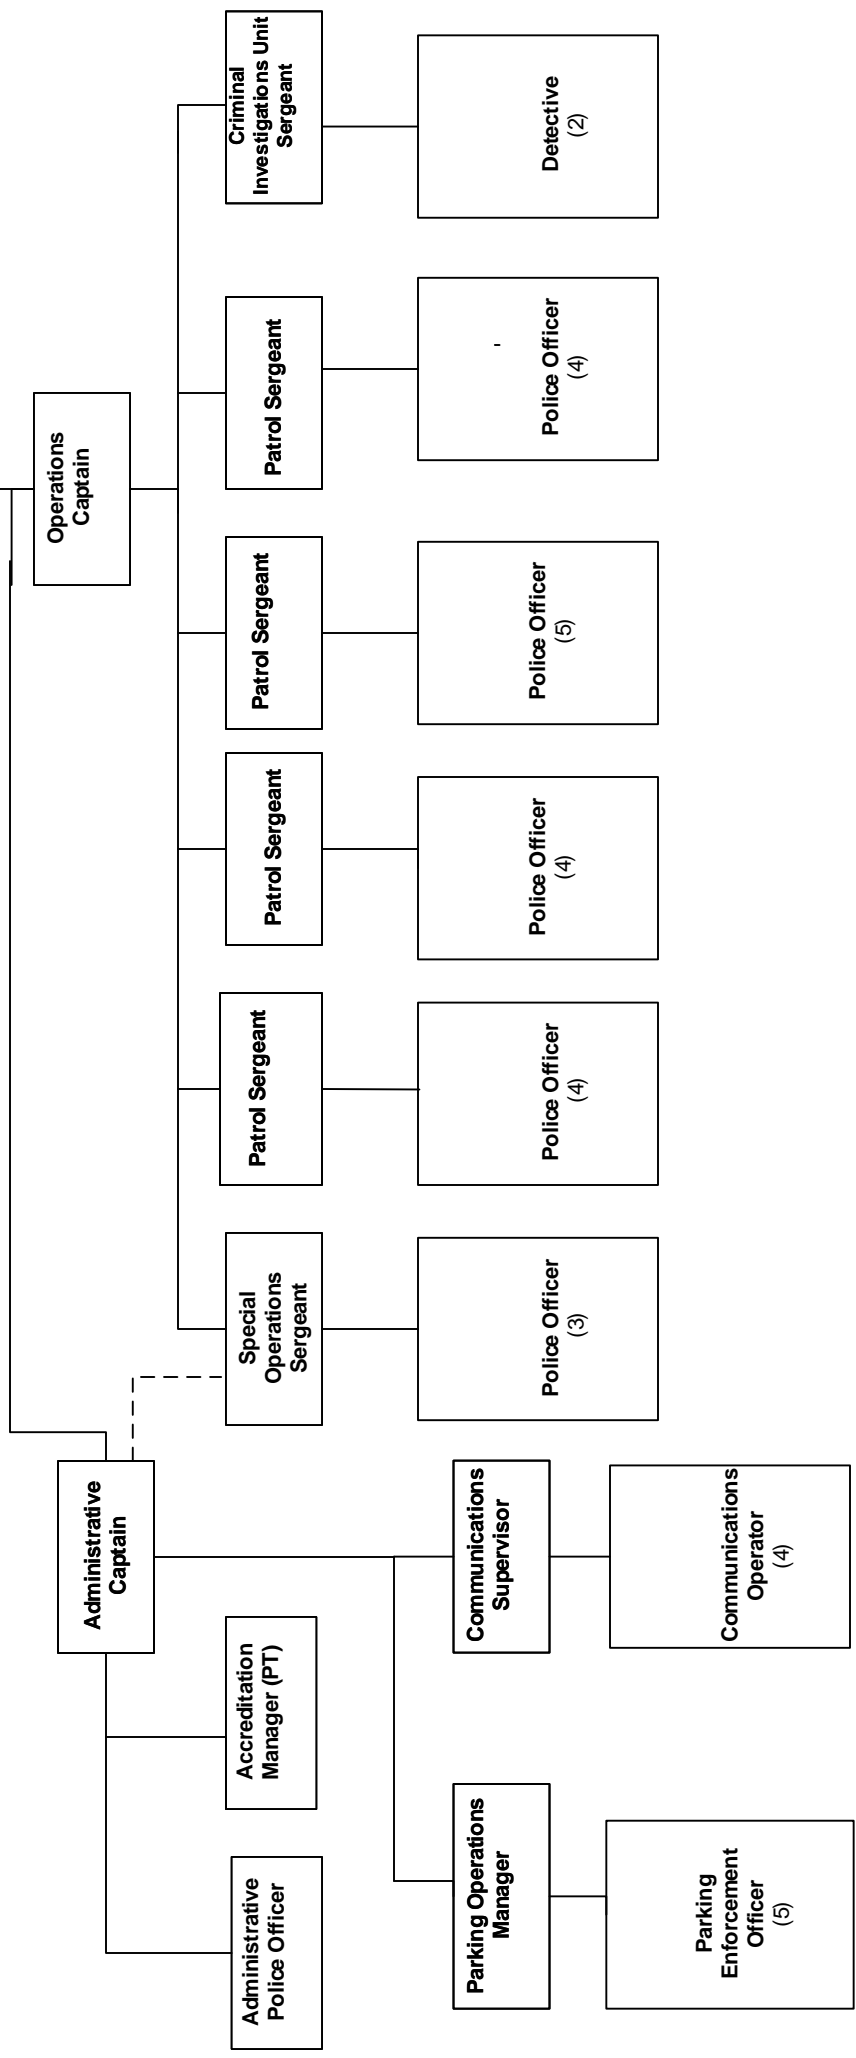 Operations
Captain
Administrative
Captain
Administrative
Police Officer
Accreditation
Manager (PT)
Special
Operations
Sergeant
Patrol Sergeant
Patrol Sergeant
Patrol Sergeant
Patrol Sergeant
Criminal
Investigations Unit
Sergeant
Police Officer
(3)
Police Officer
(4)
Police Officer
(4)
Police Officer
(5)
Police Officer
(4)
Detective
(2)
Parking Operations
Manager
Communications
Supervisor
Parking
Enforcement
Officer
(5)
Communications
Operator
(4)